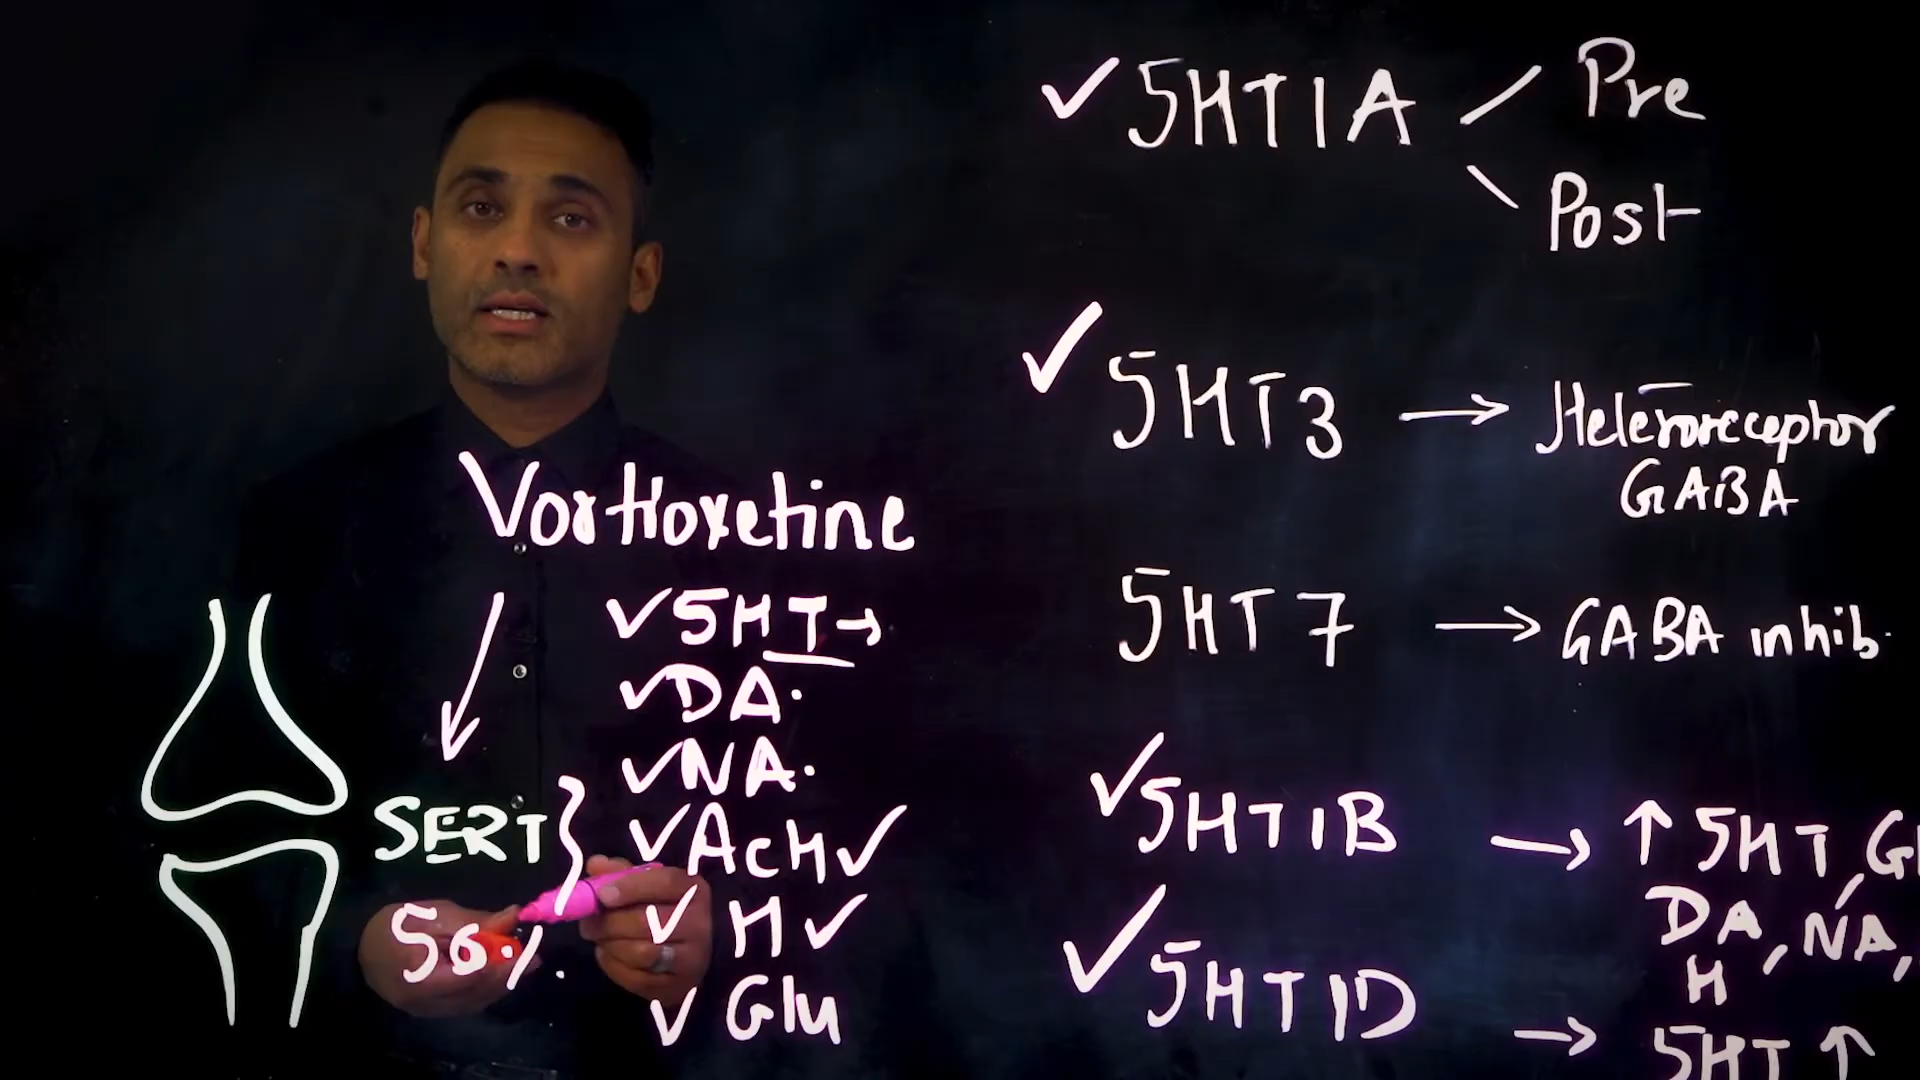 Vortioxetine
✓5HT→
✓DA.
✓NA.
SERT } ✓AcH✓
50% ✓ H ✓
✓ Glu
✓5HT1A Pre
Post
✓5HT3 → Heteroreceptor
GABA
5HT7 → GABA inhib.
✓5HT1B → ↑ 5HT,
DA, NA,
H
✓5HT1D → 5HT ↑